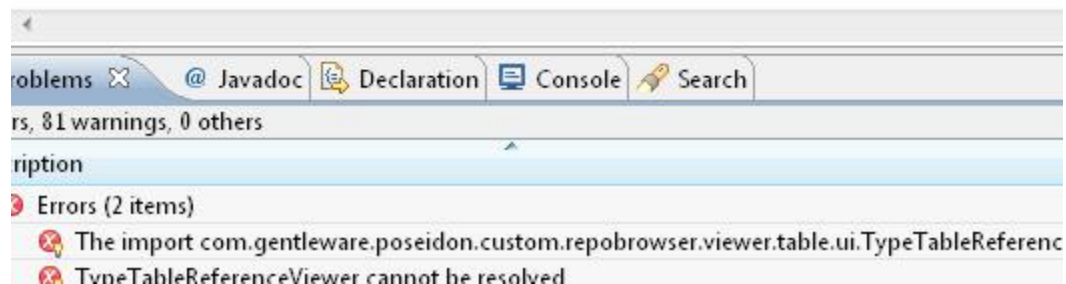 roblems @ Javadoc Declaration Console Search
rs, 81 warnings, 0 others
ription
Errors (2 items)
The import com.gentleware.poseidon.custom.repobrowser.viewer.table.ui.TypeTableReferenc
TypeTableReferenceViewer cannot be resolved